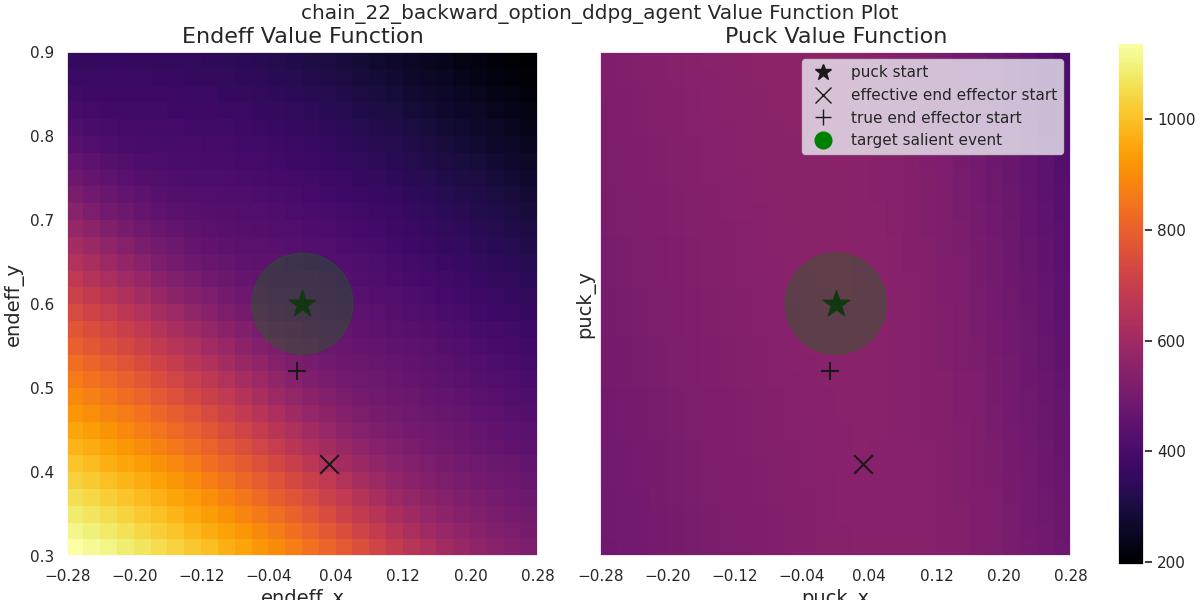 chain_22_backward_option_ddpg_agent Value Function Plot
Endeff Value Function
Puck Value Function
0.9
0.8
0.7
0.6
0.5
0.4
0.3
endeff_y
−0.28 −0.20 −0.12 −0.04 0.04 0.12 0.20 0.28
endeff_x
puck_y
puck start
effective end effector start
true end effector start
target salient event
−0.28 −0.20 −0.12 −0.04 0.04 0.12 0.20 0.28
puck_x
1000
800
600
400
200